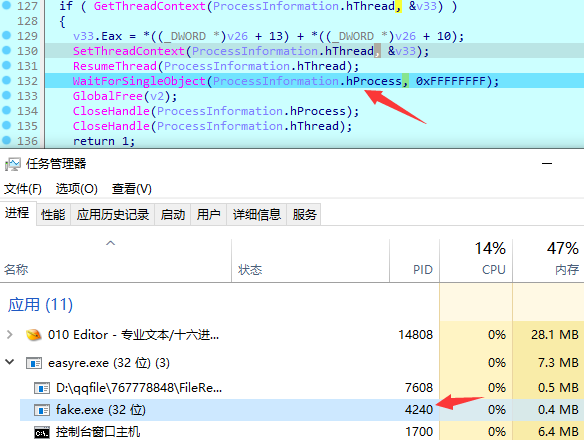 127 if ( GetThreadContext(ProcessInformation.hThread, &v33) )
128 {
129 v33.Eax = *((_DWORD *)v26 + 13) + *((_DWORD *)v26 + 10);
130 SetThreadContext(ProcessInformation.hThread, &v33);
131 ResumeThread(ProcessInformation.hThread);
132 WaitForSingleObject(ProcessInformation.hProcess, 0xFFFFFFFF);
133 GlobalFree(v2);
134 CloseHandle(ProcessInformation.hProcess);
135 CloseHandle(ProcessInformation.hThread);
136 return 1;
任务管理器
文件(F) 选项(O) 查看(V)
进程 性能 应用历史记录 启动 用户 详细信息 服务
14% 47%
名称 状态 PID CPU 内存
应用 (11)
010 Editor - 专业文本/十六进... 14808 0% 28.1 MB
easyre.exe (32 位) (3) 0% 7.3 MB
D:\qqfile\767778848\FileRe... 7608 0% 0.5 MB
fake.exe (32 位) 4240 0% 0.4 MB
控制台窗口主机 1700 0% 6.4 MB